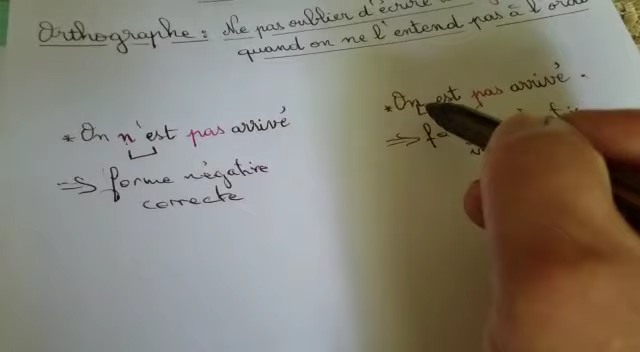 Orthographe : Ne pas oublier d'écrire
quand on ne l'entend pas à l'oral
* On n'est pas arrivé
⇒ forme négative
correcte
* On est pas arrivé.
⇒